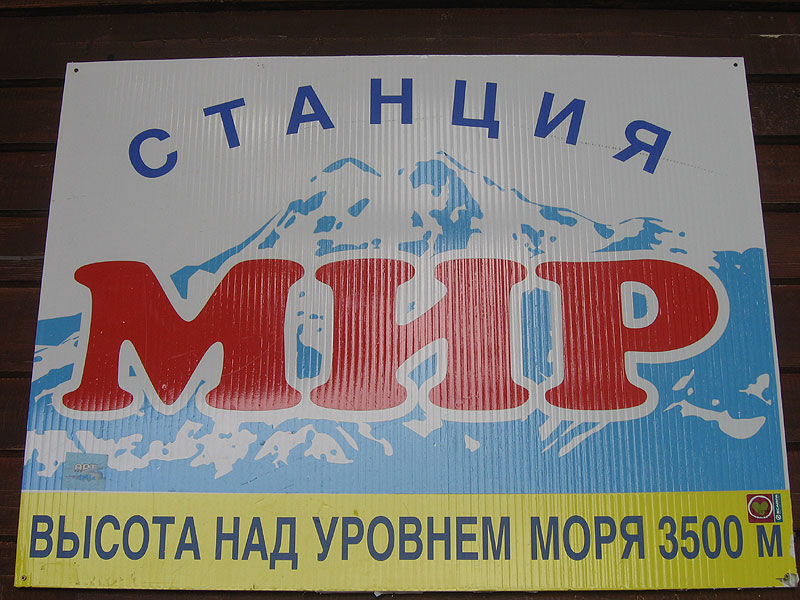 СТАНЦИЯ
МИР
ВЫСОТА НАД УРОВНЕМ МОРЯ 3500 м